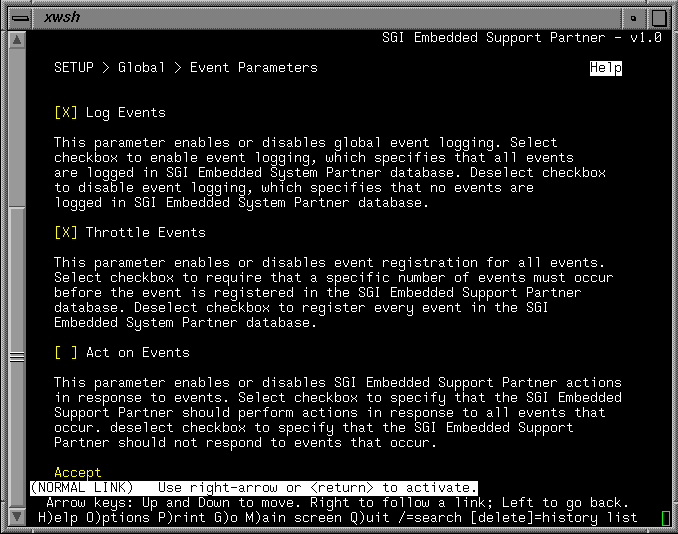 xwsh
SGI Embedded Support Partner - v1.0
SETUP > Global > Event Parameters Help
[X] Log Events
This parameter enables or disables global event logging. Select
checkbox to enable event logging, which specifies that all events
are logged in SGI Embedded System Partner database. Deselect checkbox
to disable event logging, which specifies that no events are
logged in SGI Embedded System Partner database.
[X] Throttle Events
This parameter enables or disables event registration for all events.
Select checkbox to require that a specific number of events must occur
before the event is registered in the SGI Embedded Support Partner
database. Deselect checkbox to register every event in the SGI
Embedded System Partner database.
[ ] Act on Events
This parameter enables or disables SGI Embedded Support Partner actions
in response to events. Select checkbox to specify that the SGI Embedded
Support Partner should perform actions in response to all events that
occur. deselect checkbox to specify that the SGI Embedded Support
Partner should not respond to events that occur.
Accept
(NORMAL LINK) Use right-arrow or <return> to activate.
Arrow keys: Up and Down to move. Right to follow a link; Left to go back.
H)elp O)ptions P)rint G)o M)ain screen Q)uit /=search [delete]=history list